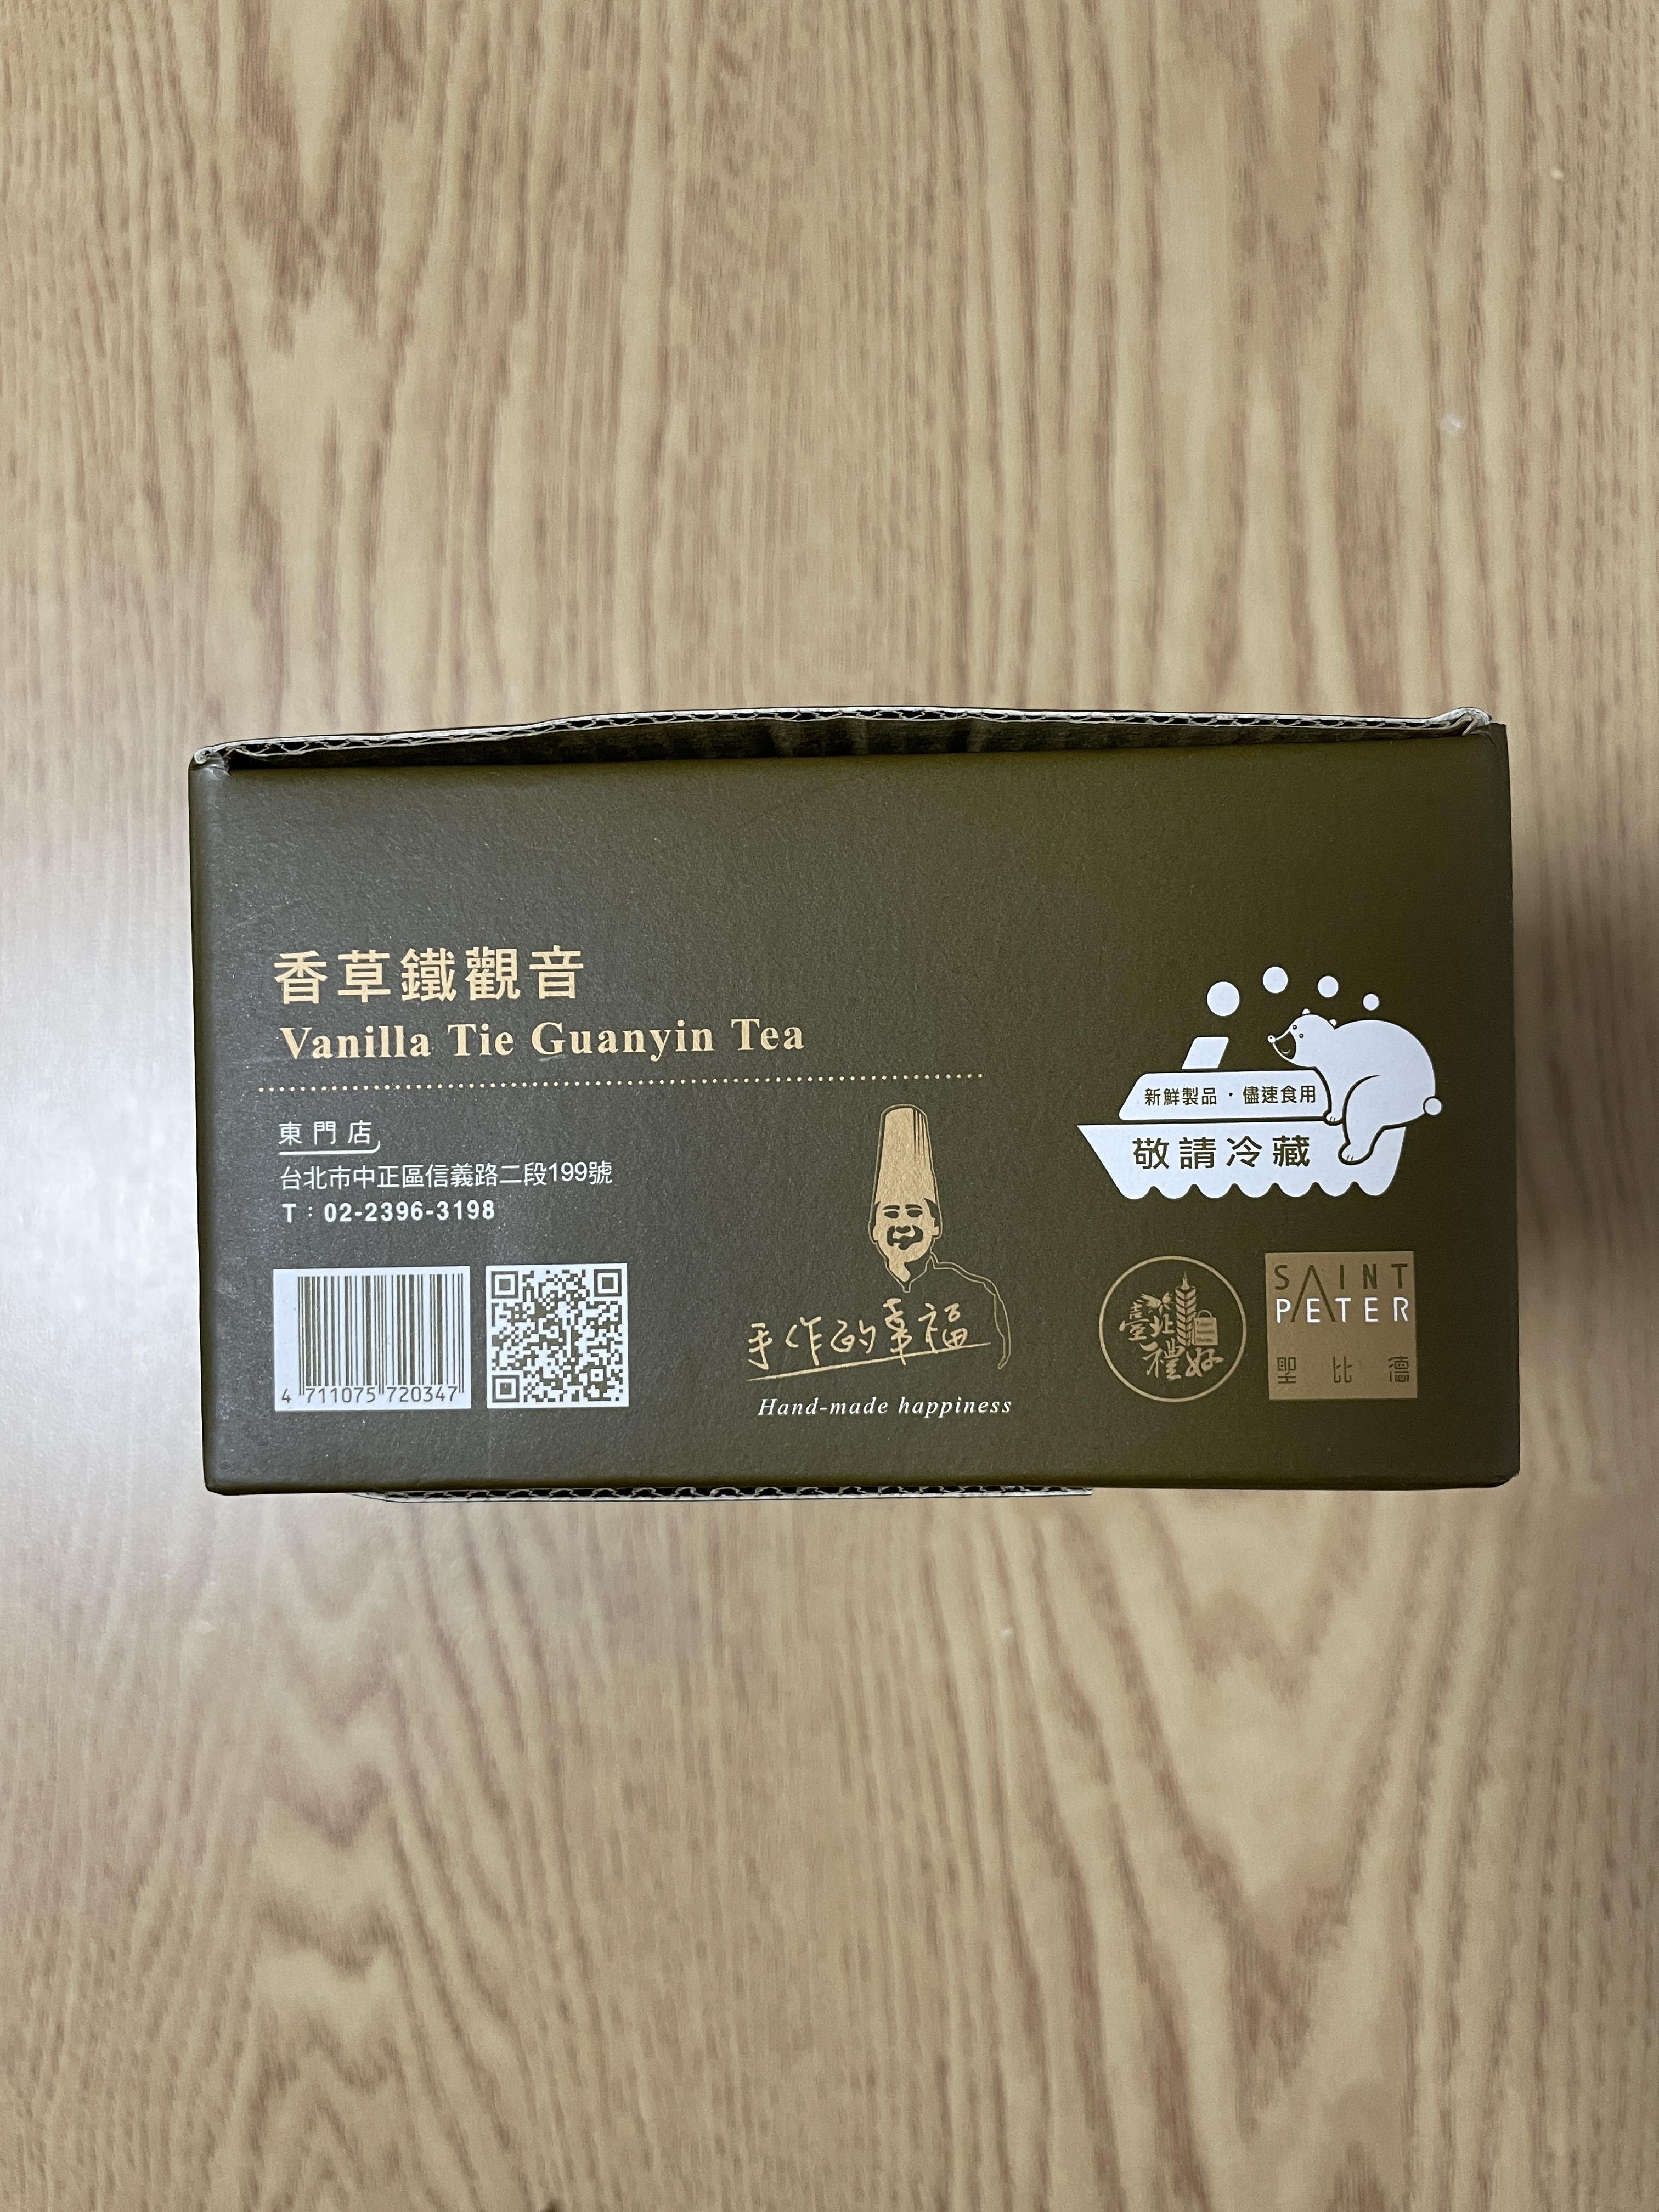 香草鐵觀音
Vanilla Tie Guanyin Tea
東門店
台北市中正區信義路二段199號
T：02-2396-3198
4 711075 720347
手作的幸福
Hand-made happiness
新鮮製品・儘速食用
敬請冷藏
臺北
禮好
SAINT
PETER
聖比德